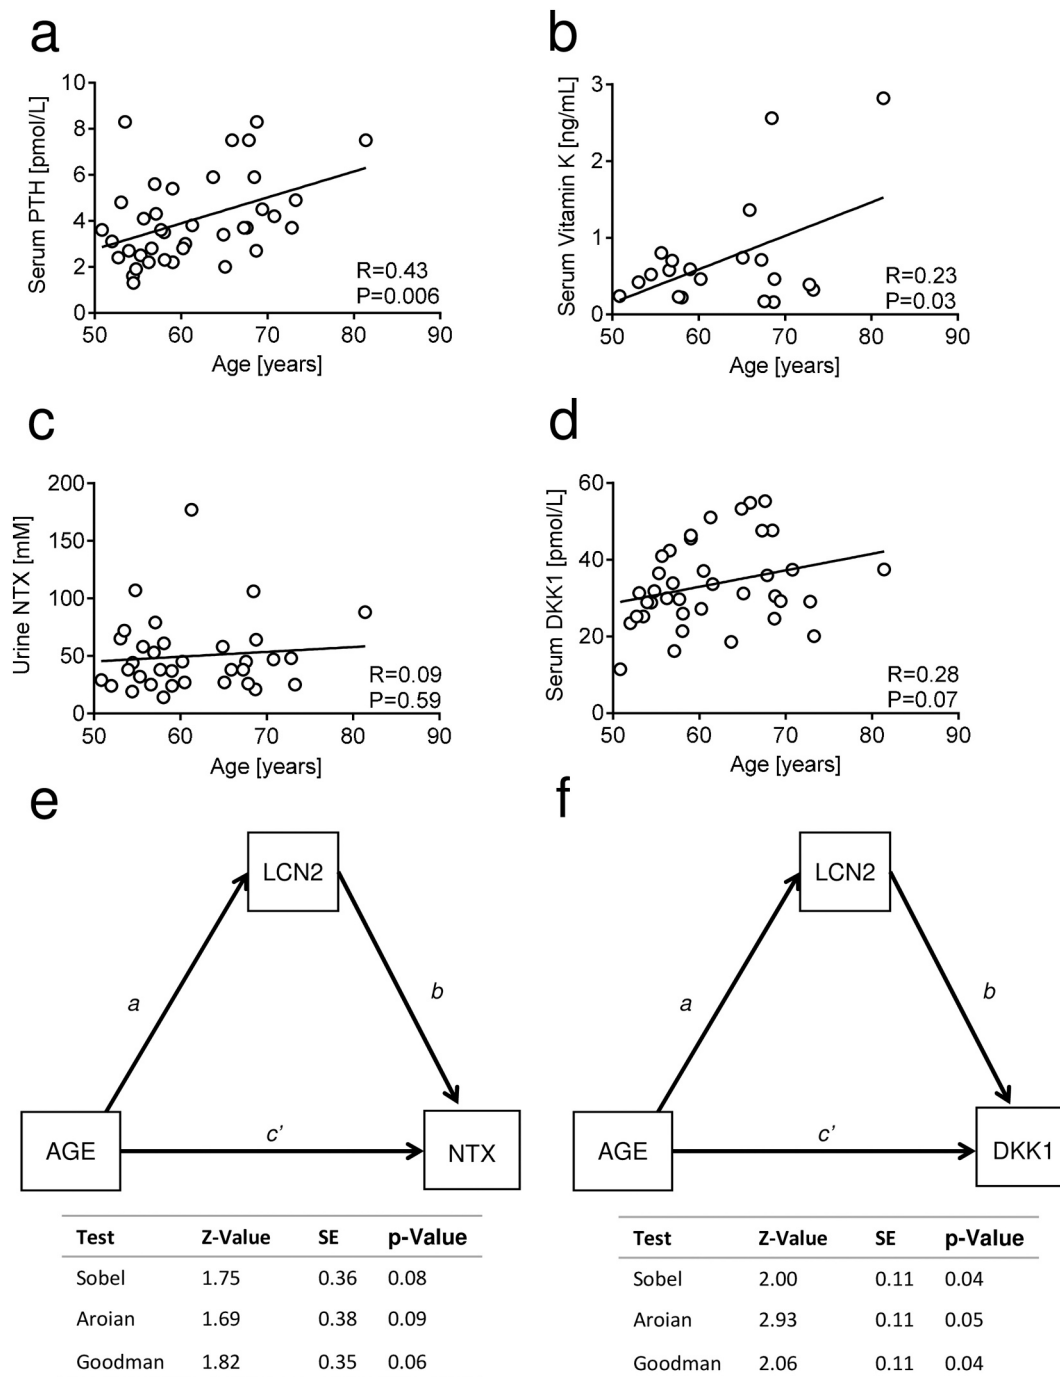 a
b
Serum PTH [pmol/L]
10
8
6
4
2
0
50 60 70 80 90
Age [years]
R=0.43
P=0.006
Serum Vitamin K [ng/mL]
3
2
1
0
50 60 70 80 90
Age [years]
R=0.23
P=0.03
c
d
Urine NTX [mM]
200
150
100
50
0
50 60 70 80 90
Age [years]
R=0.09
P=0.59
Serum DKK1 [pmol/L]
60
40
20
0
50 60 70 80 90
Age [years]
R=0.28
P=0.07
e
LCN2
a
b
AGE
c’
NTX
Test Z-Value SE p-Value
Sobel 1.75 0.36 0.08
Aroian 1.69 0.38 0.09
Goodman 1.82 0.35 0.06
f
LCN2
a
b
AGE
c’
DKK1
Test Z-Value SE p-Value
Sobel 2.00 0.11 0.04
Aroian 2.93 0.11 0.05
Goodman 2.06 0.11 0.04